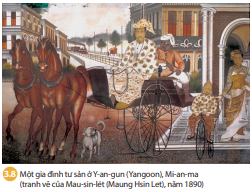 3.8 Một gia đình tư sản ở Y-an-gun (Yangoon), Mi-an-ma
(tranh vẽ của Mau-sin-lét (Maung Hsin Let), năm 1890)